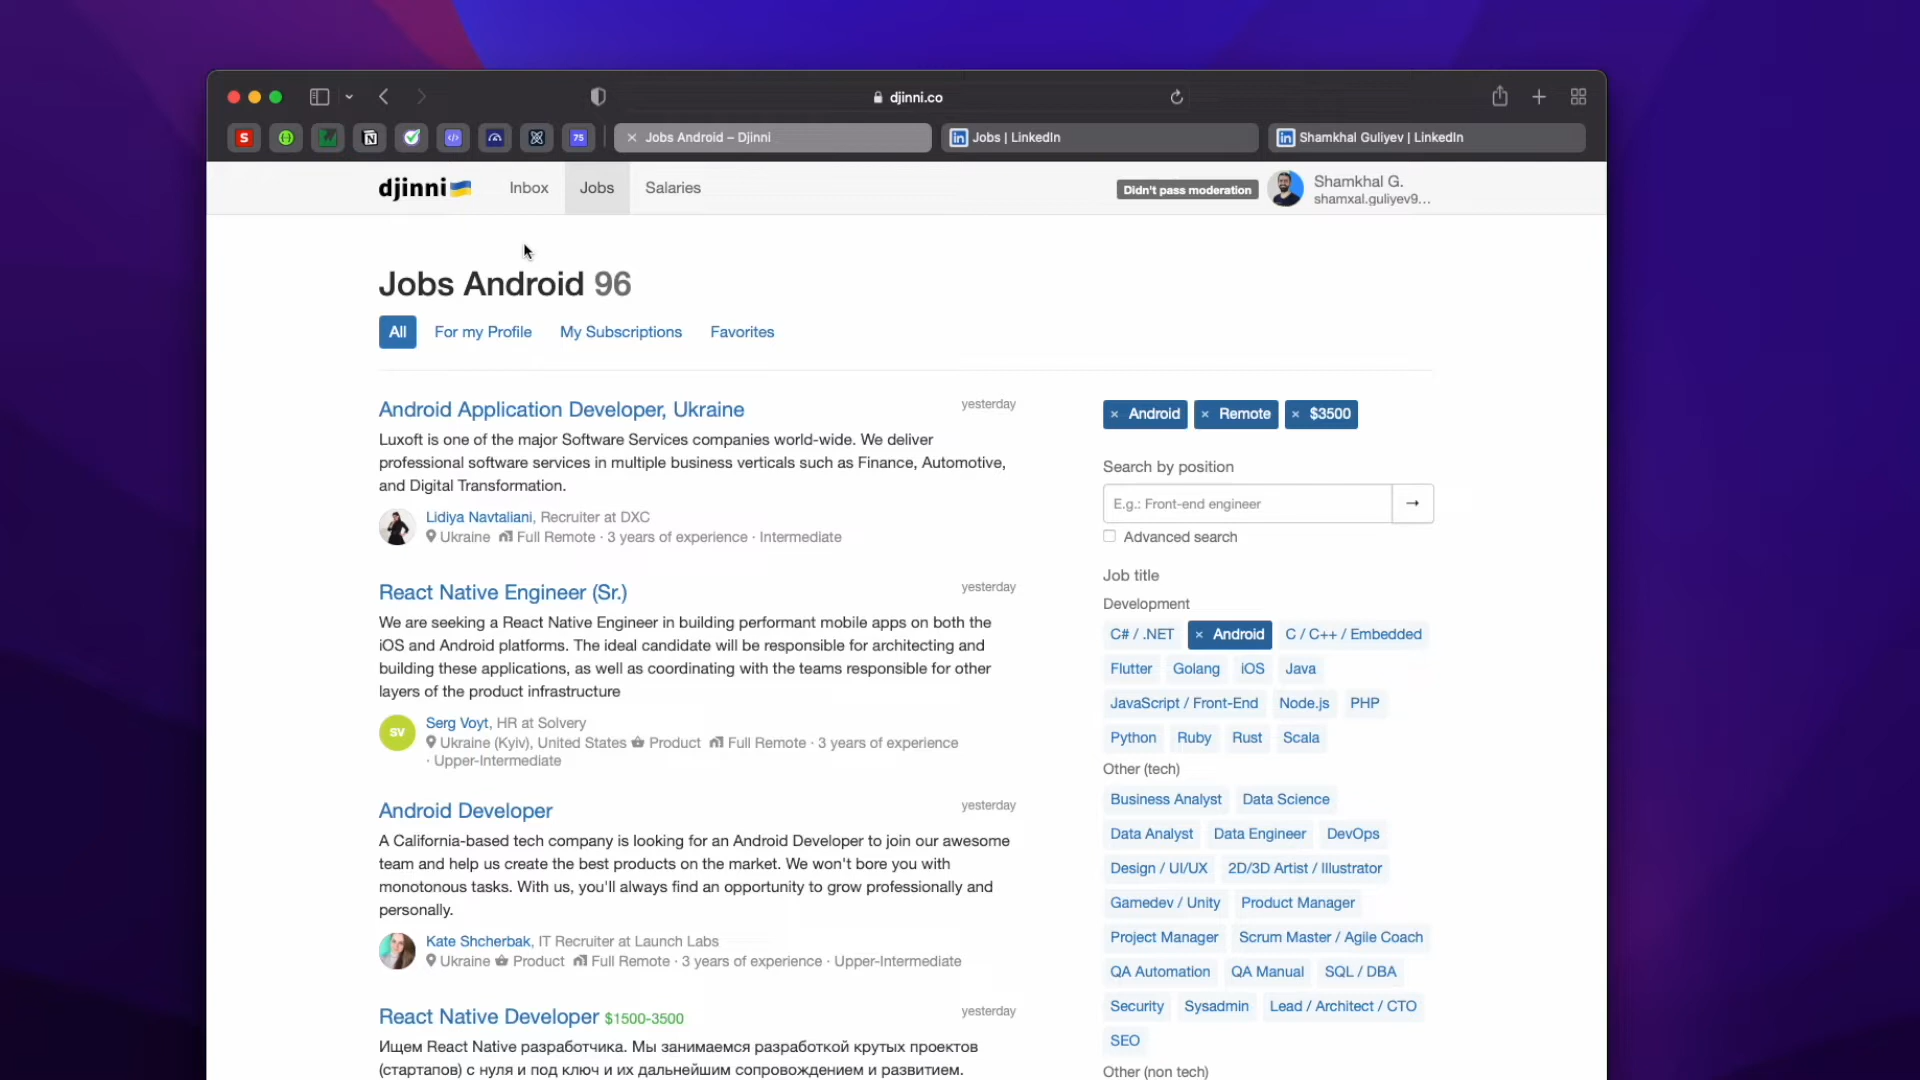 djinni.co
S
75
Jobs Android – Djinni
in Jobs | LinkedIn
in Shamkhal Guliyev | LinkedIn
djinni
Inbox
Jobs
Salaries
Didn't pass moderation
Shamkhal G.
shamxal.guliyev9...
Jobs Android 96
All
For my Profile
My Subscriptions
Favorites
Android Application Developer, Ukraine
yesterday
Luxoft is one of the major Software Services companies world-wide. We deliver
professional software services in multiple business verticals such as Finance, Automotive,
and Digital Transformation.
Lidiya Navtaliani, Recruiter at DXC
Ukraine Full Remote · 3 years of experience · Intermediate
React Native Engineer (Sr.)
yesterday
We are seeking a React Native Engineer in building performant mobile apps on both the
iOS and Android platforms. The ideal candidate will be responsible for architecting and
building these applications, as well as coordinating with the teams responsible for other
layers of the product infrastructure
SV
Serg Voyt, HR at Solvery
Ukraine (Kyiv), United States Product Full Remote · 3 years of experience
· Upper-Intermediate
Android Developer
yesterday
A California-based tech company is looking for an Android Developer to join our awesome
team and help us create the best products on the market. We won't bore you with
monotonous tasks. With us, you'll always find an opportunity to grow professionally and
personally.
Kate Shcherbak, IT Recruiter at Launch Labs
Ukraine Product Full Remote · 3 years of experience · Upper-Intermediate
React Native Developer $1500-3500
yesterday
Ищем React Native разработчика. Мы занимаемся разработкой крутых проектов
(стартапов) с нуля и под ключ и их дальнейшим сопровождением и развитием.
× Android × Remote × $3500
Search by position
E.g.: Front-end engineer →
Advanced search
Job title
Development
C# / .NET × Android C / C++ / Embedded
Flutter Golang iOS Java
JavaScript / Front-End Node.js PHP
Python Ruby Rust Scala
Other (tech)
Business Analyst Data Science
Data Analyst Data Engineer DevOps
Design / UI/UX 2D/3D Artist / Illustrator
Gamedev / Unity Product Manager
Project Manager Scrum Master / Agile Coach
QA Automation QA Manual SQL / DBA
Security Sysadmin Lead / Architect / CTO
SEO
Other (non tech)